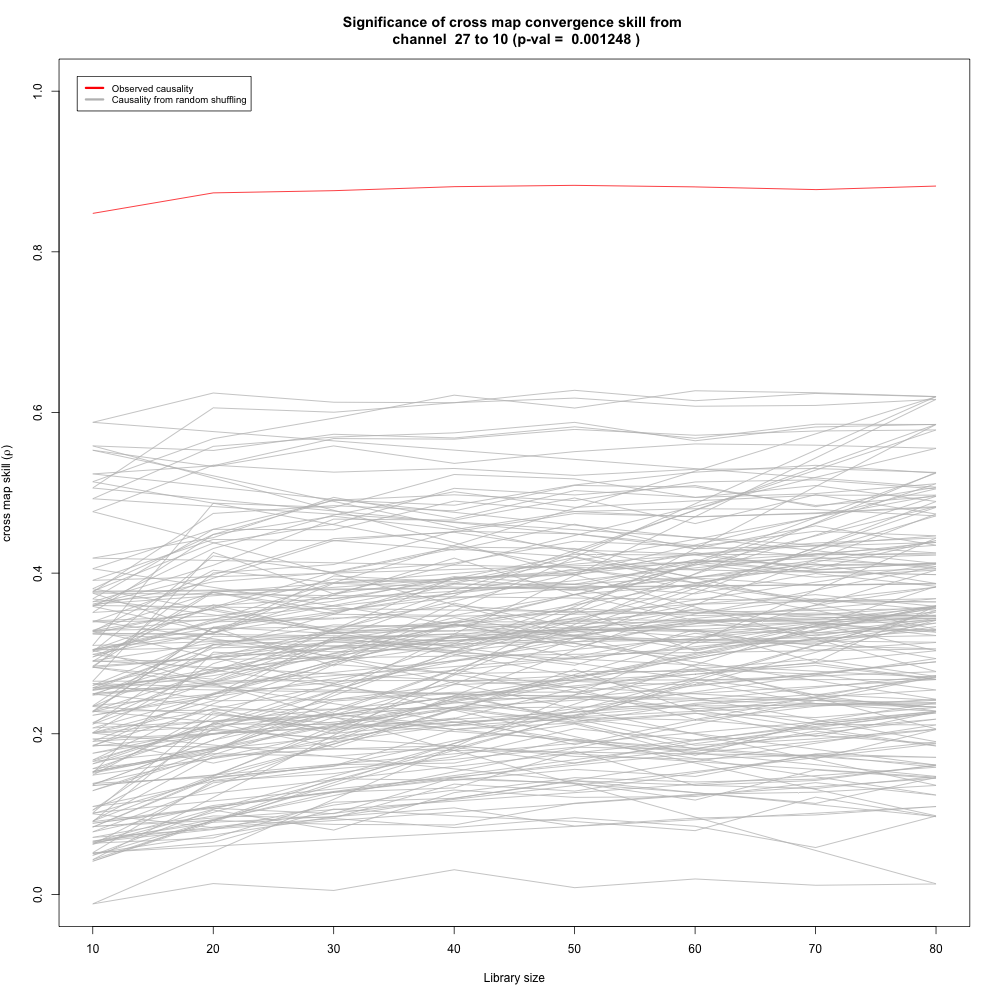 Significance of cross map convergence skill from
channel  27 to 10 (p-val =  0.001248 )
Observed causality
Causality from random shuffling
1.0
0.8
0.6
0.4
0.2
0.0
cross map skill (ρ)
10 20 30 40 50 60 70 80
Library size